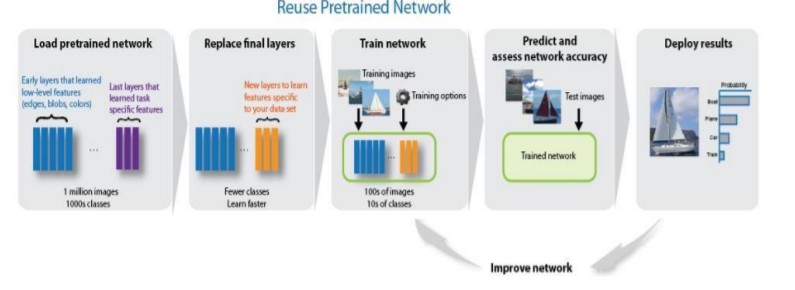 Reuse Pretrained Network
Load pretrained network
Early layers that learned
low-level features
(edges, blobs, colors)
Last layers that
learned task
specific features
...
1 million images
1000s classes
Replace final layers
New layers to learn
features specific
to your data set
...
Fewer classes
Learn faster
Train network
Training images
Training options
...
100s of images
10s of classes
Predict and
assess network accuracy
Test images
Trained network
Deploy results
Probability
Boat
Plane
Car
Train
Improve network